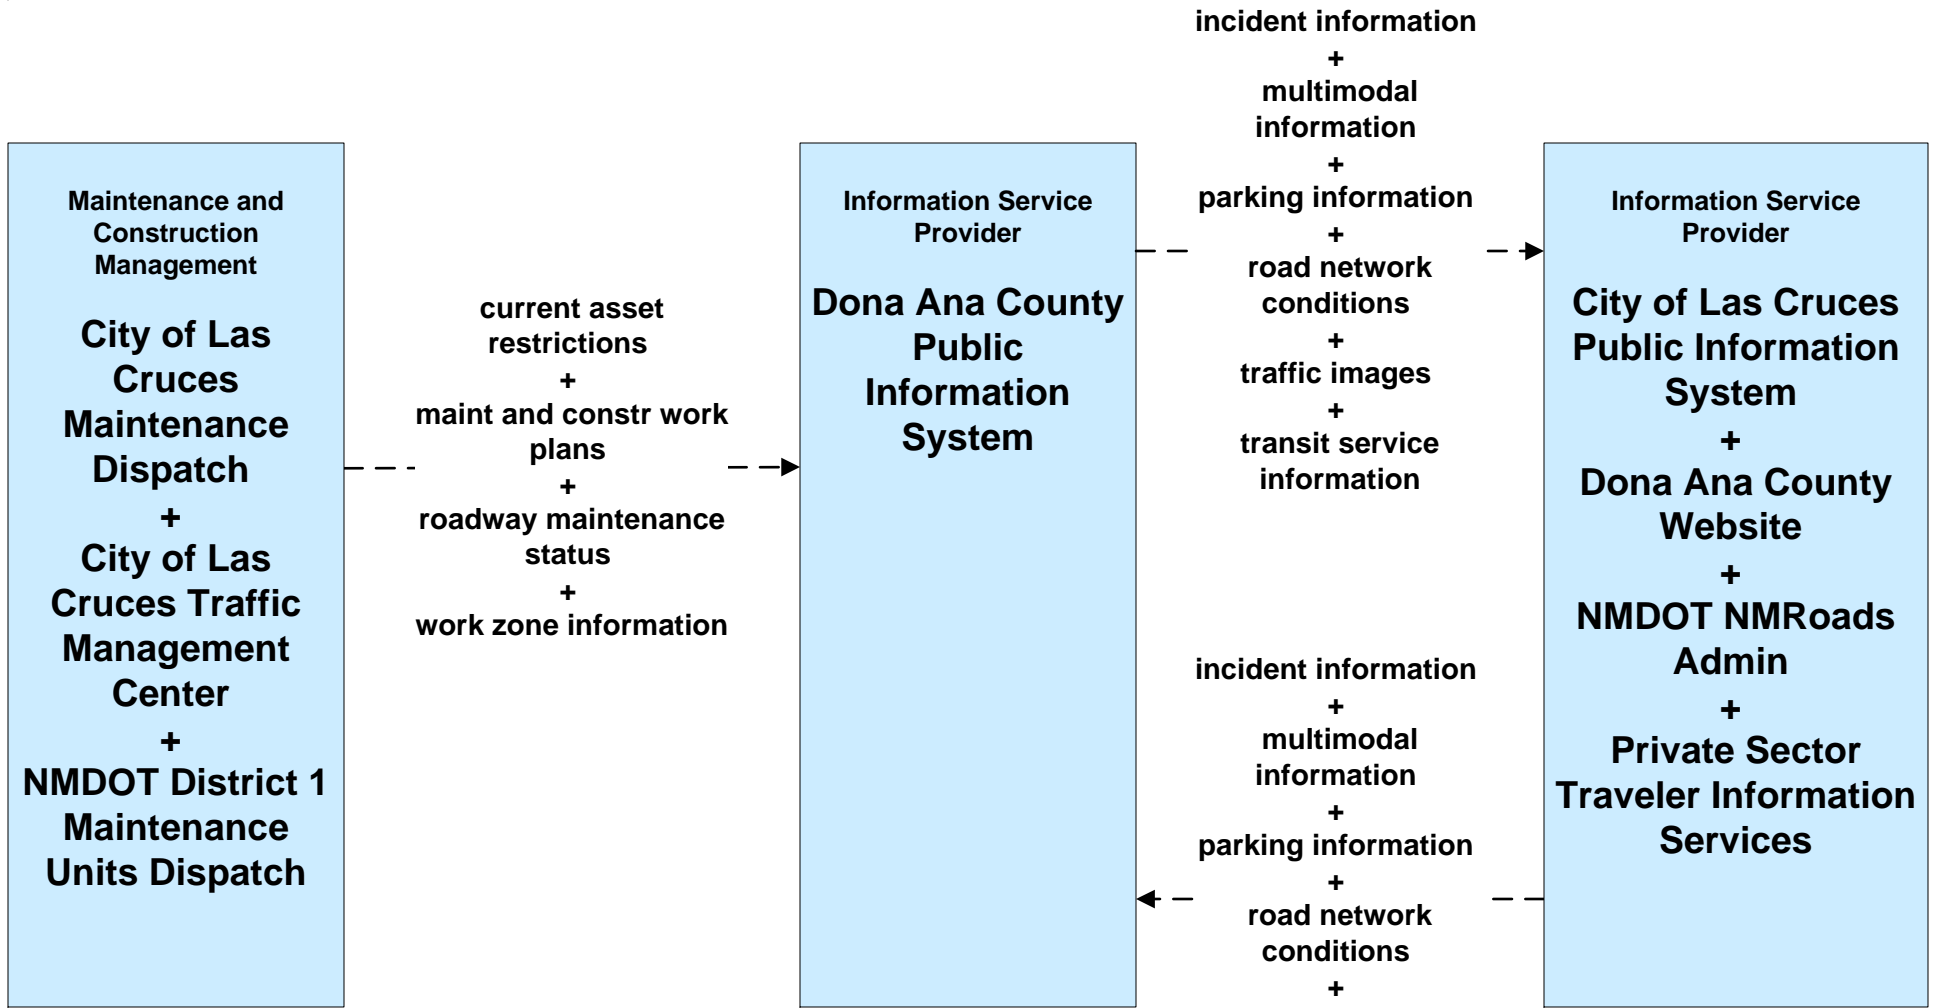 Maintenance and
Construction
Management
City of Las
Cruces
Maintenance
Dispatch
+
City of Las
Cruces Traffic
Management
Center
+
NMDOT District 1
Maintenance
Units Dispatch
current asset
restrictions
+
maint and constr work
plans
+
roadway maintenance
status
+
work zone information
Information Service
Provider
Dona Ana County
Public
Information
System
incident information
+
multimodal
information
+
parking information
+
road network
conditions
+
traffic images
+
transit service
information
incident information
+
multimodal
information
+
parking information
+
road network
conditions
+
Information Service
Provider
City of Las Cruces
Public Information
System
+
Dona Ana County
Website
+
NMDOT NMRoads
Admin
+
Private Sector
Traveler Information
Services